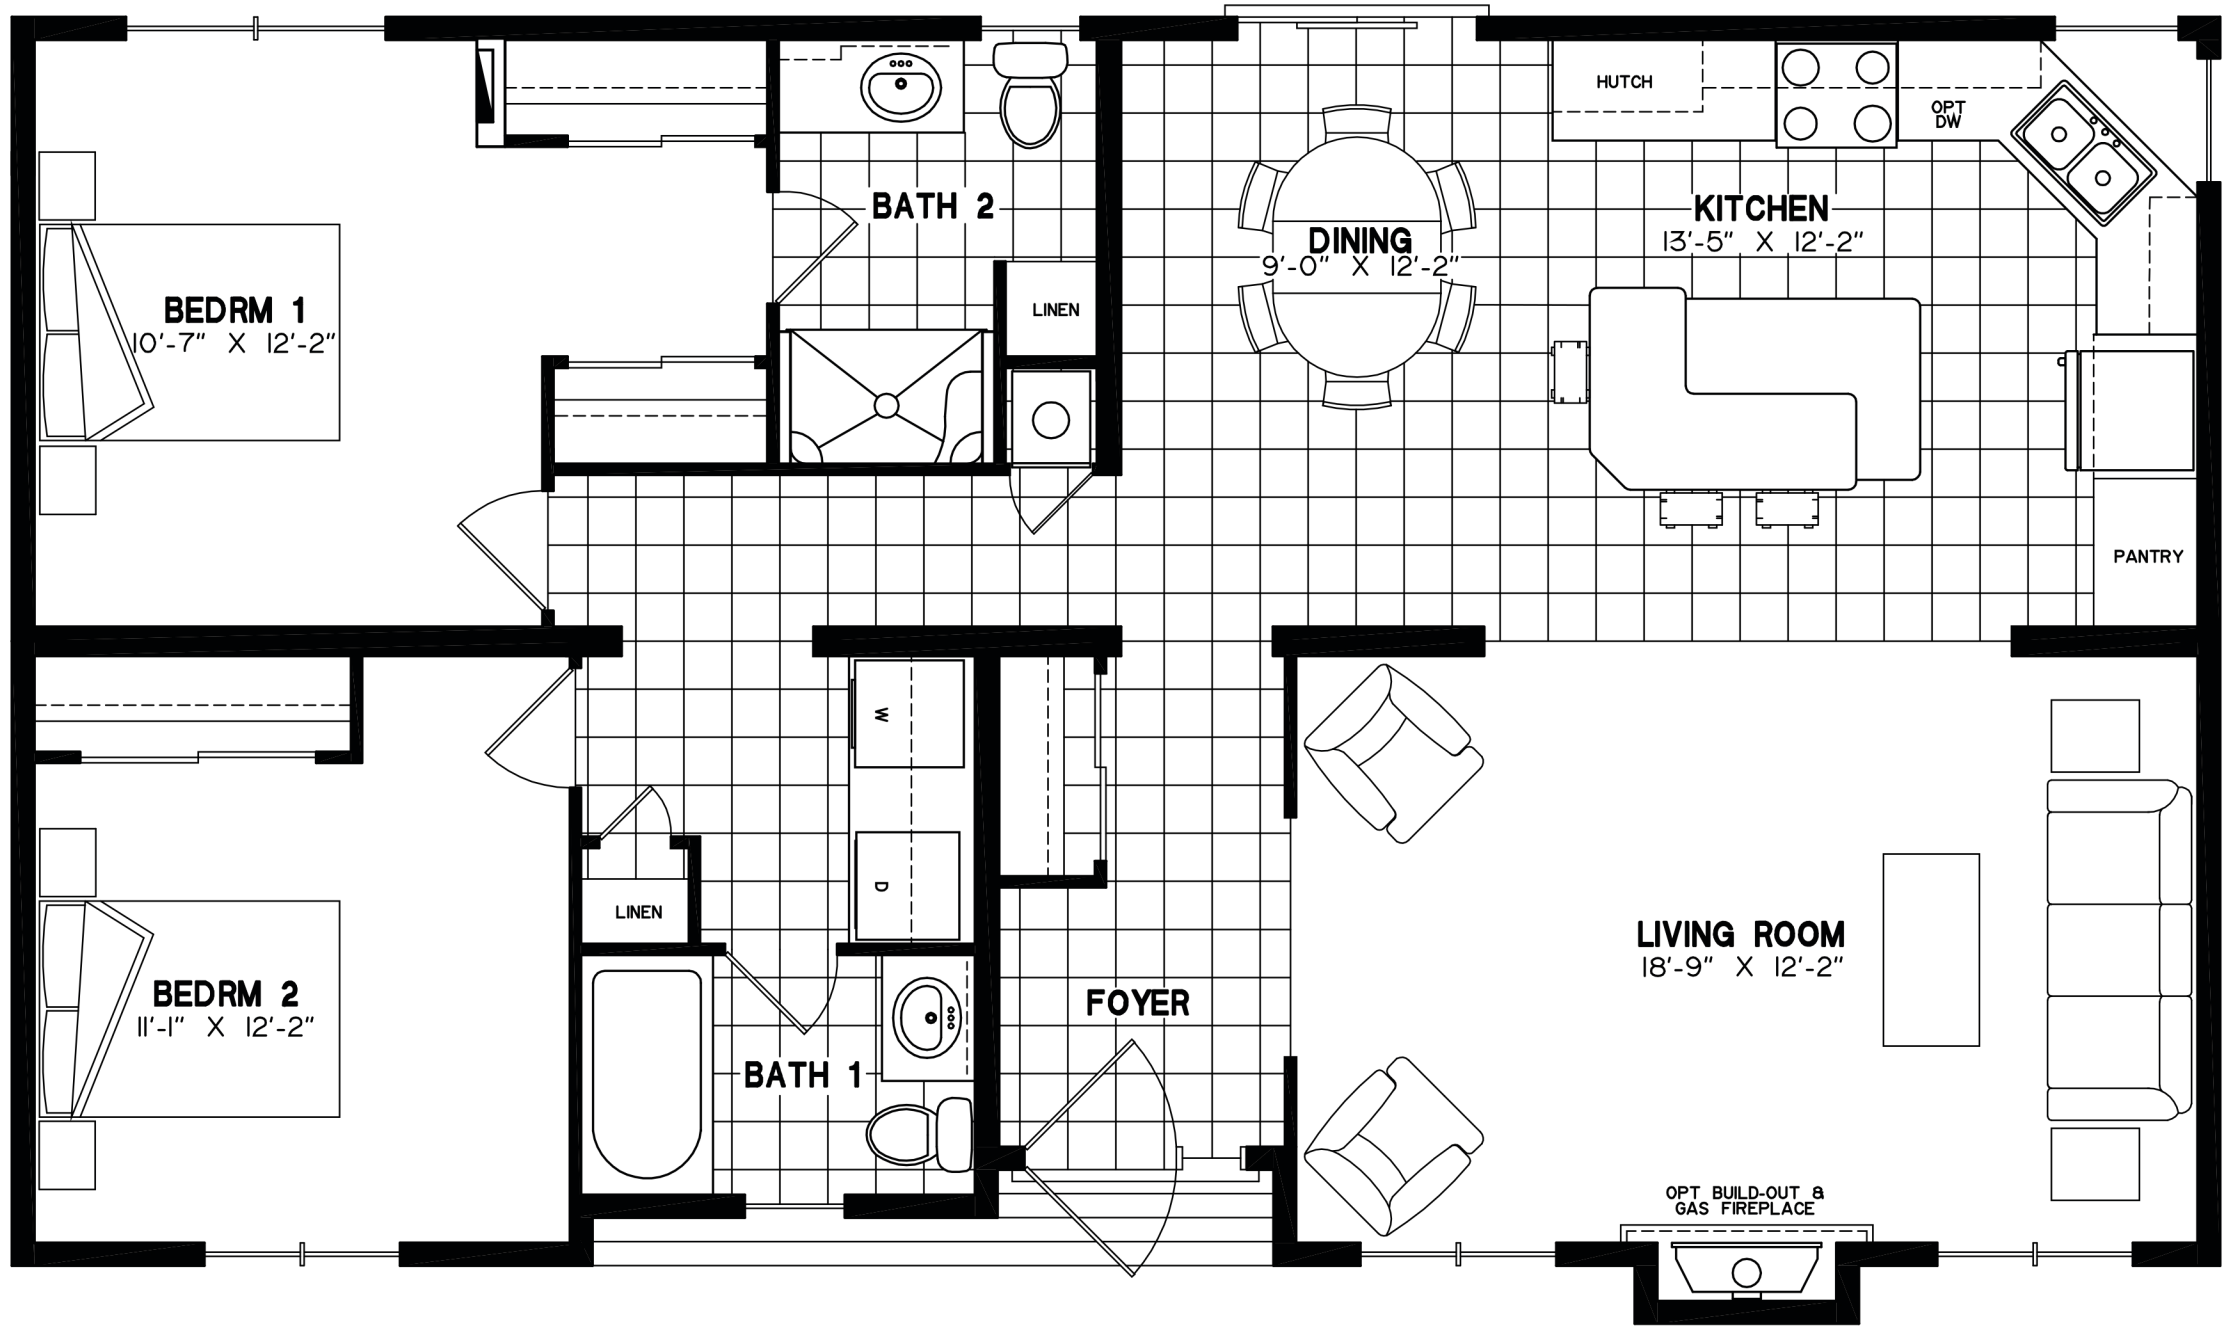 HUTCH
OPT
DW
BATH 2
KITCHEN
13'-5" X 12'-2"
DINING
9'-0" X 12'-2"
BEDRM 1
10'-7" X 12'-2"
LINEN
PANTRY
W
D
LINEN
LIVING ROOM
18'-9" X 12'-2"
BEDRM 2
11'-1" X 12'-2"
FOYER
BATH 1
OPT BUILD-OUT &
GAS FIREPLACE